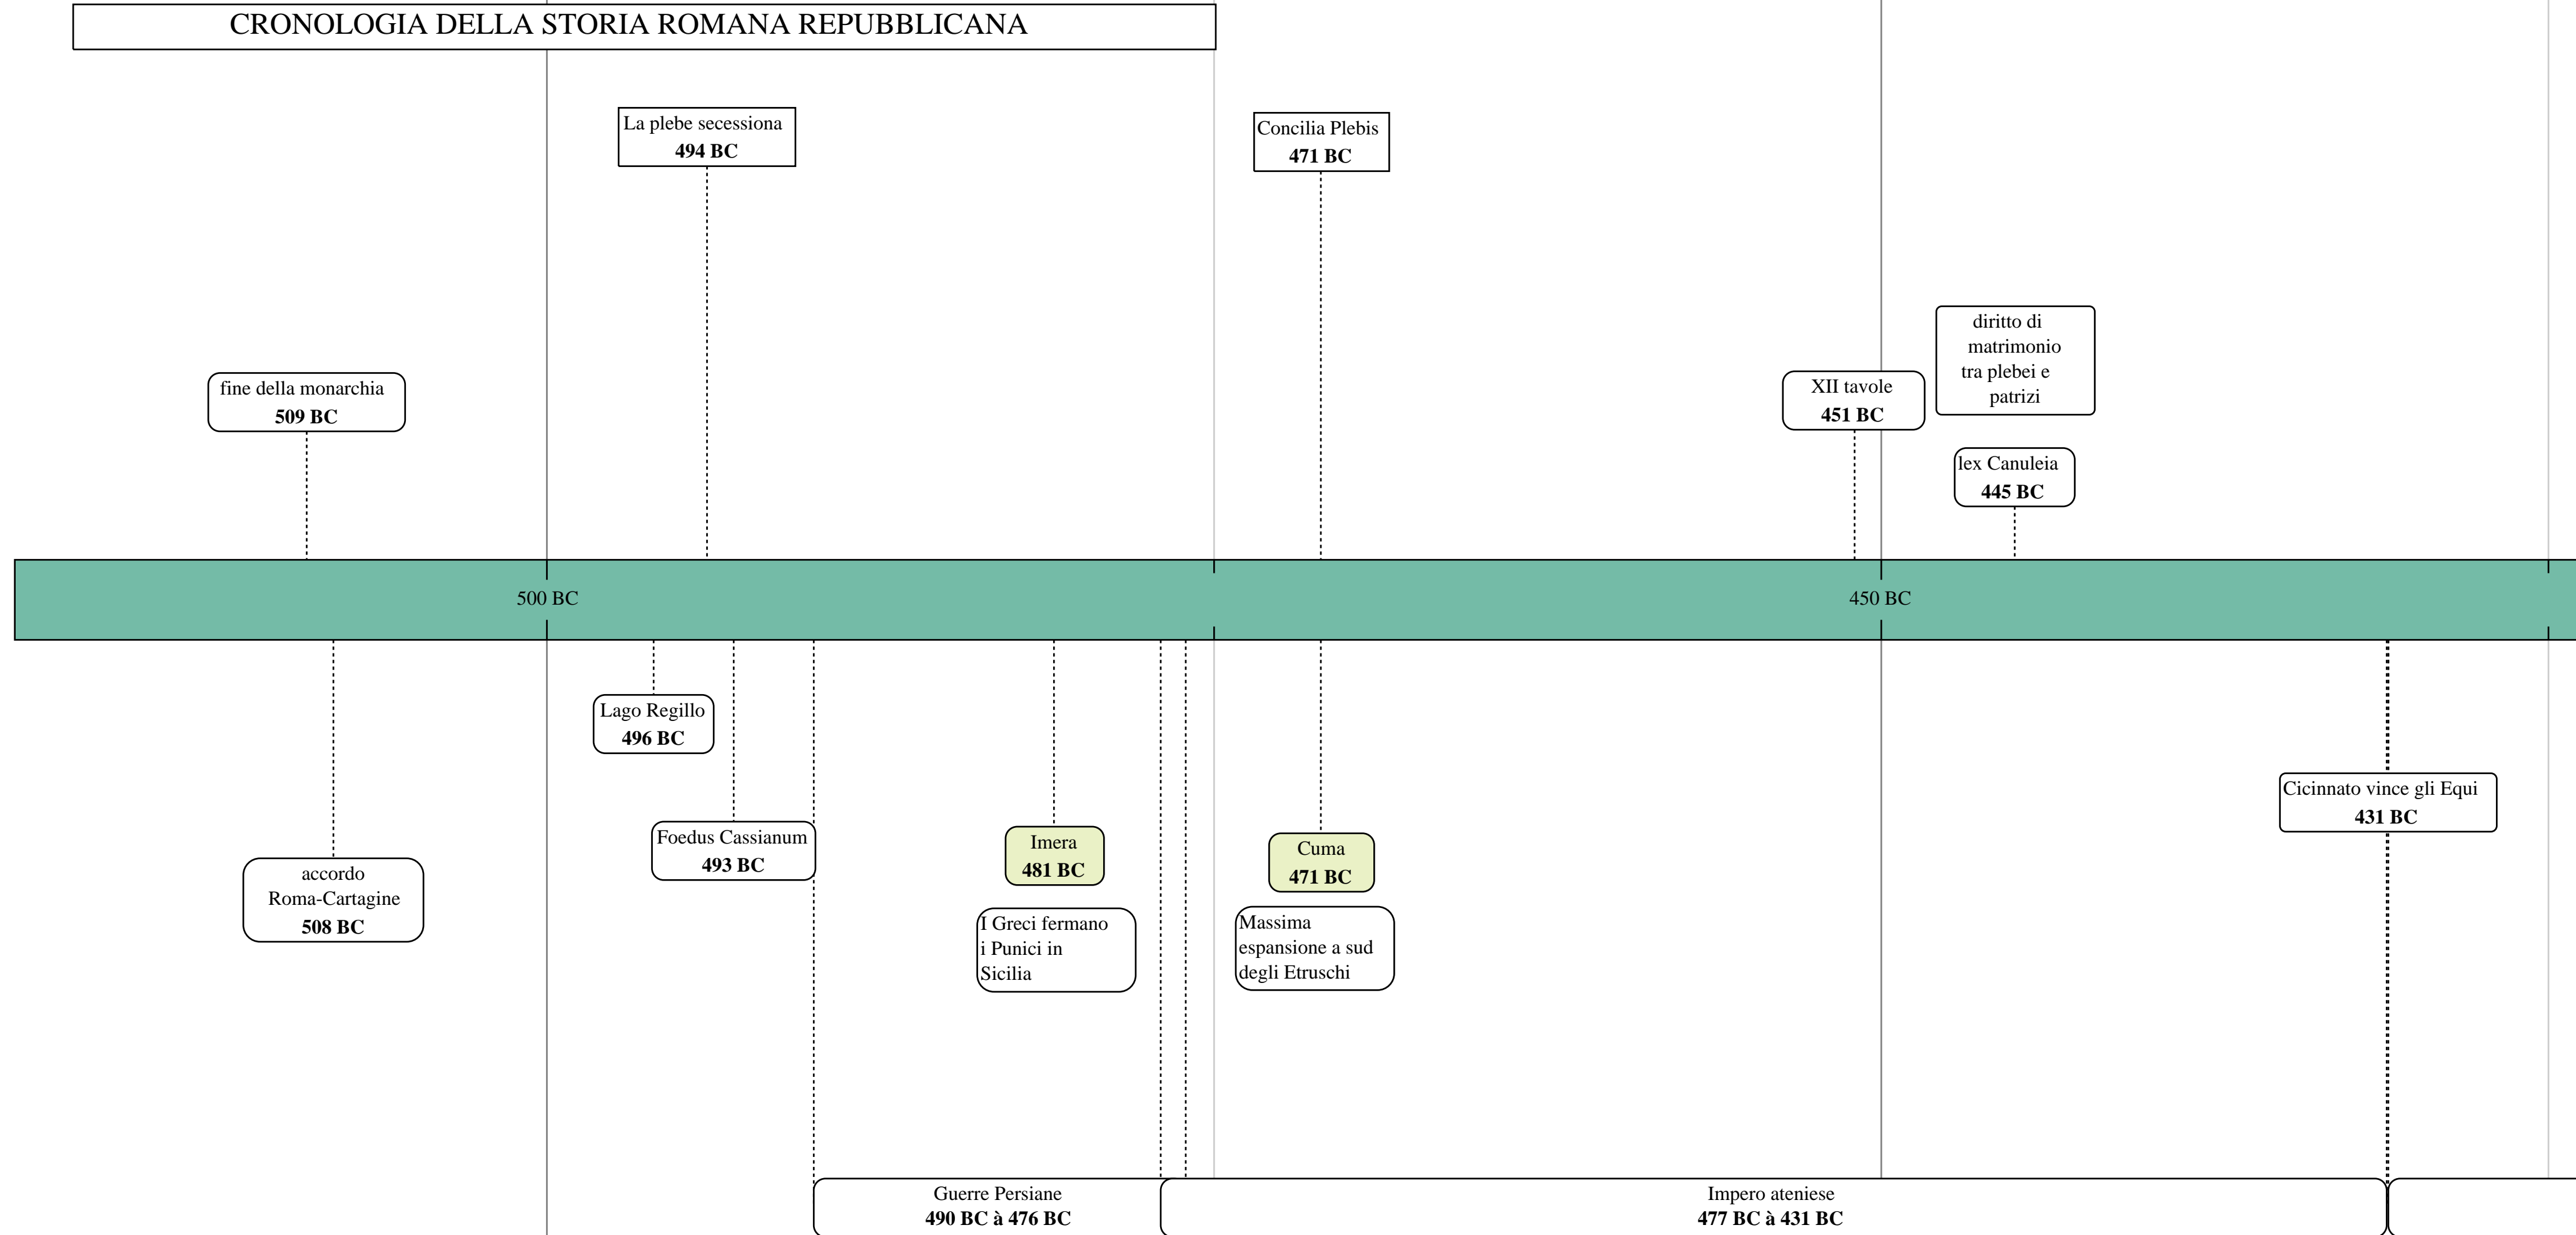 CRONOLOGIA DELLA STORIA ROMANA REPUBBLICANA
La plebe secessiona
494 BC
Concilia Plebis
471 BC
fine della monarchia
509 BC
XII tavole
451 BC
diritto di
matrimonio
tra plebei e
patrizi
lex Canuleia
445 BC
500 BC
450 BC
Lago Regillo
496 BC
Foedus Cassianum
493 BC
accordo
Roma-Cartagine
508 BC
Imera
481 BC
I Greci fermano
i Punici in
Sicilia
Cuma
471 BC
Massima
espansione a sud
degli Etruschi
Cicinnato vince gli Equi
431 BC
Guerre Persiane
490 BC à 476 BC
Impero ateniese
477 BC à 431 BC